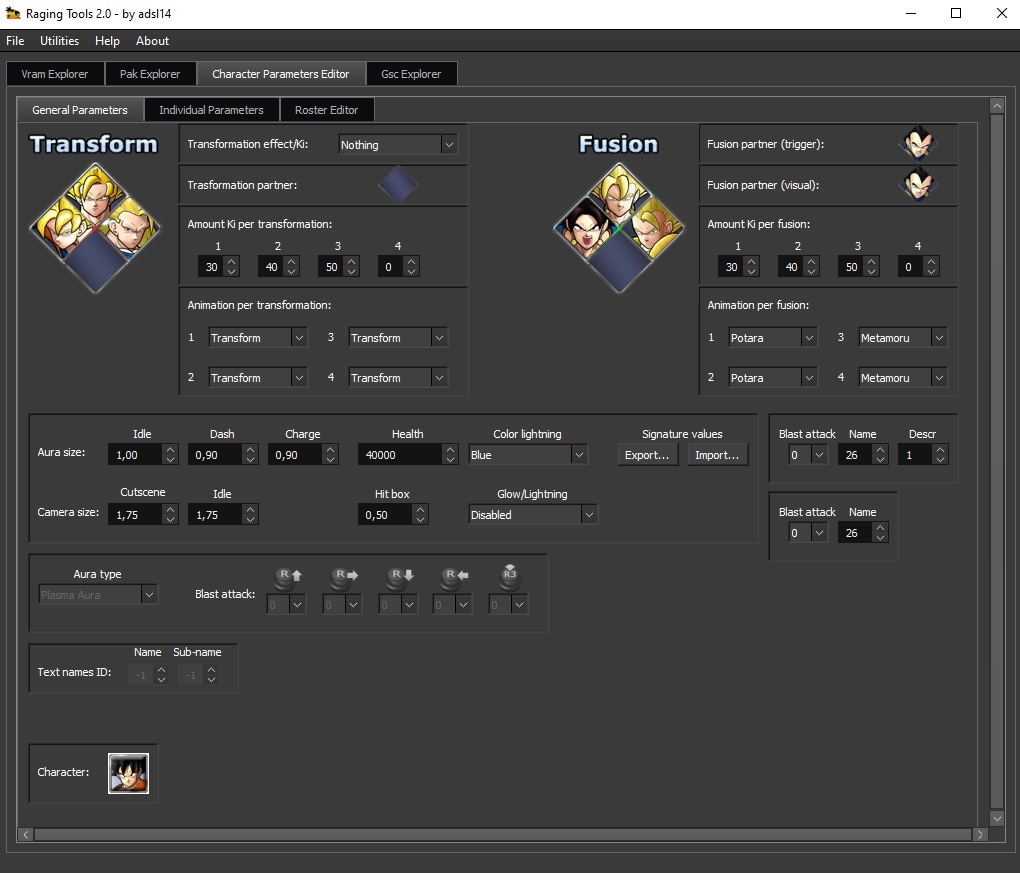 Raging Tools 2.0 - by adsl14
File Utilities Help About
Vram Explorer Pak Explorer Character Parameters Editor Gsc Explorer
General Parameters Individual Parameters Roster Editor
Transform
Transformation effect/Ki: Nothing
Trasformation partner:
Amount Ki per transformation:
1 2 3 4
30 40 50 0
Animation per transformation:
1 Transform 3 Transform
2 Transform 4 Transform
Fusion
Fusion partner (trigger):
Fusion partner (visual):
Amount Ki per fusion:
1 2 3 4
30 40 50 0
Animation per fusion:
1 Potara 3 Metamoru
2 Potara 4 Metamoru
Idle Dash Charge Health Color lightning Signature values
Aura size: 1,00 0,90 0,90 40000 Blue Export... Import...
Cutscene Idle Hit box Glow/Lightning
Camera size: 1,75 1,75 0,50 Disabled
Blast attack Name Descr
0 26 1
Blast attack Name
0 26
Aura type
Plasma Aura
R R R R R3
Blast attack: 0 0 0 0 0
Name Sub-name
Text names ID: -1 -1
Character: